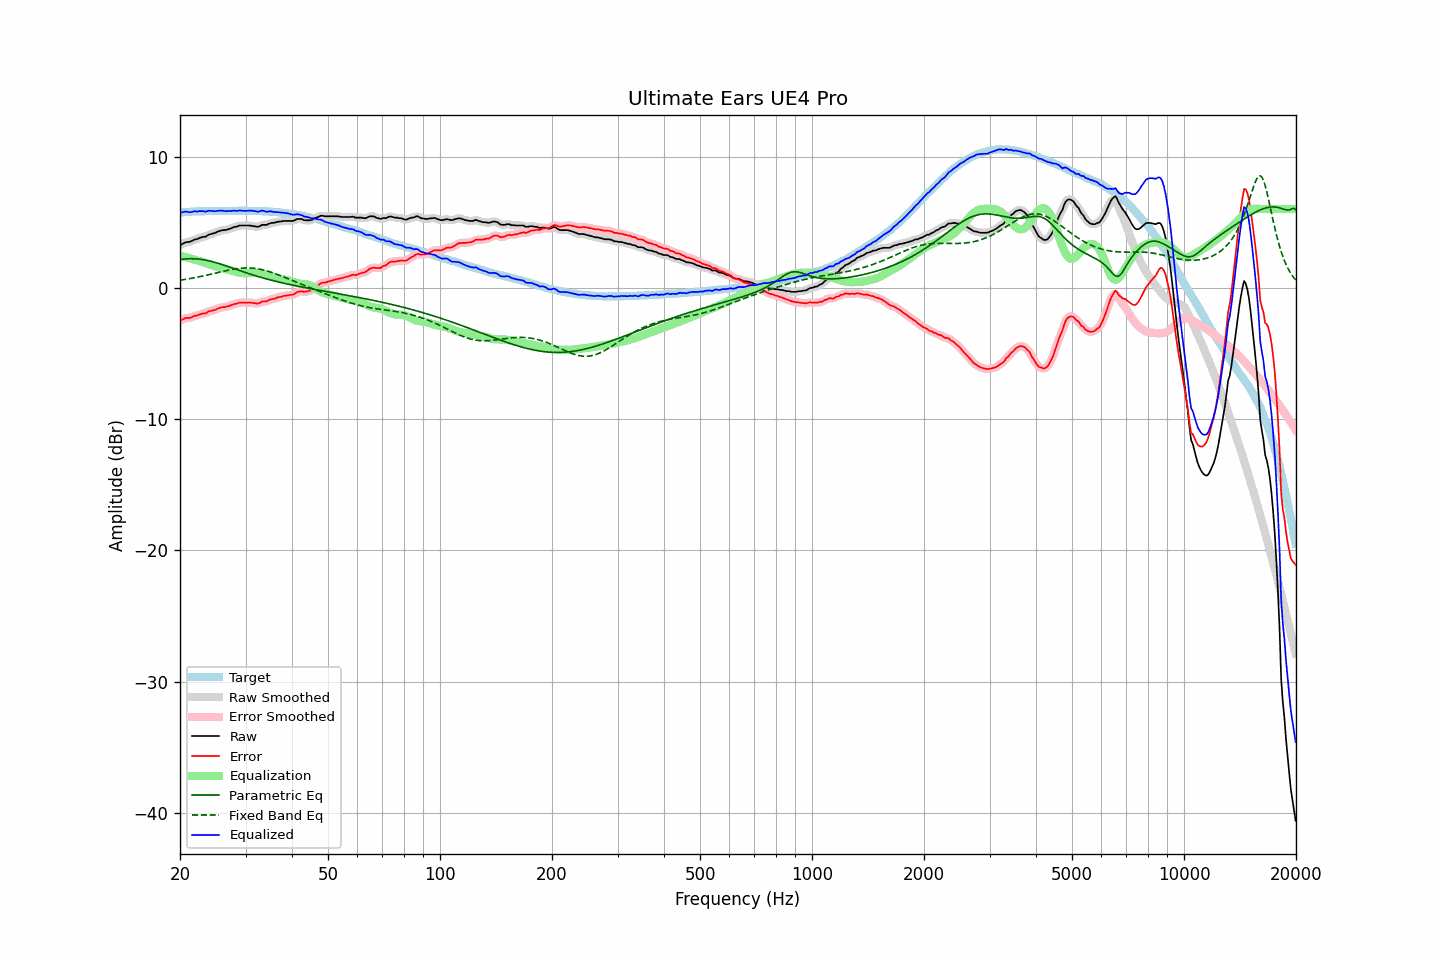 Ultimate Ears UE4 Pro
Amplitude (dBr)
10
0
−10
−20
−30
−40
Target
Raw Smoothed
Error Smoothed
Raw
Error
Equalization
Parametric Eq
Fixed Band Eq
Equalized
20 50 100 200 500 1000 2000 5000 10000 20000
Frequency (Hz)